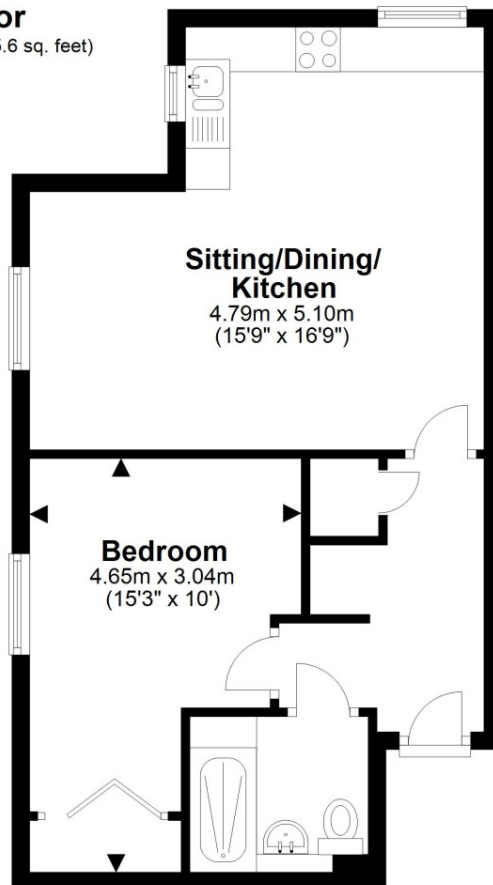 or
5.6 sq. feet)
Sitting/Dining/
Kitchen
4.79m x 5.10m
(15'9" x 16'9")
Bedroom
4.65m x 3.04m
(15'3" x 10')